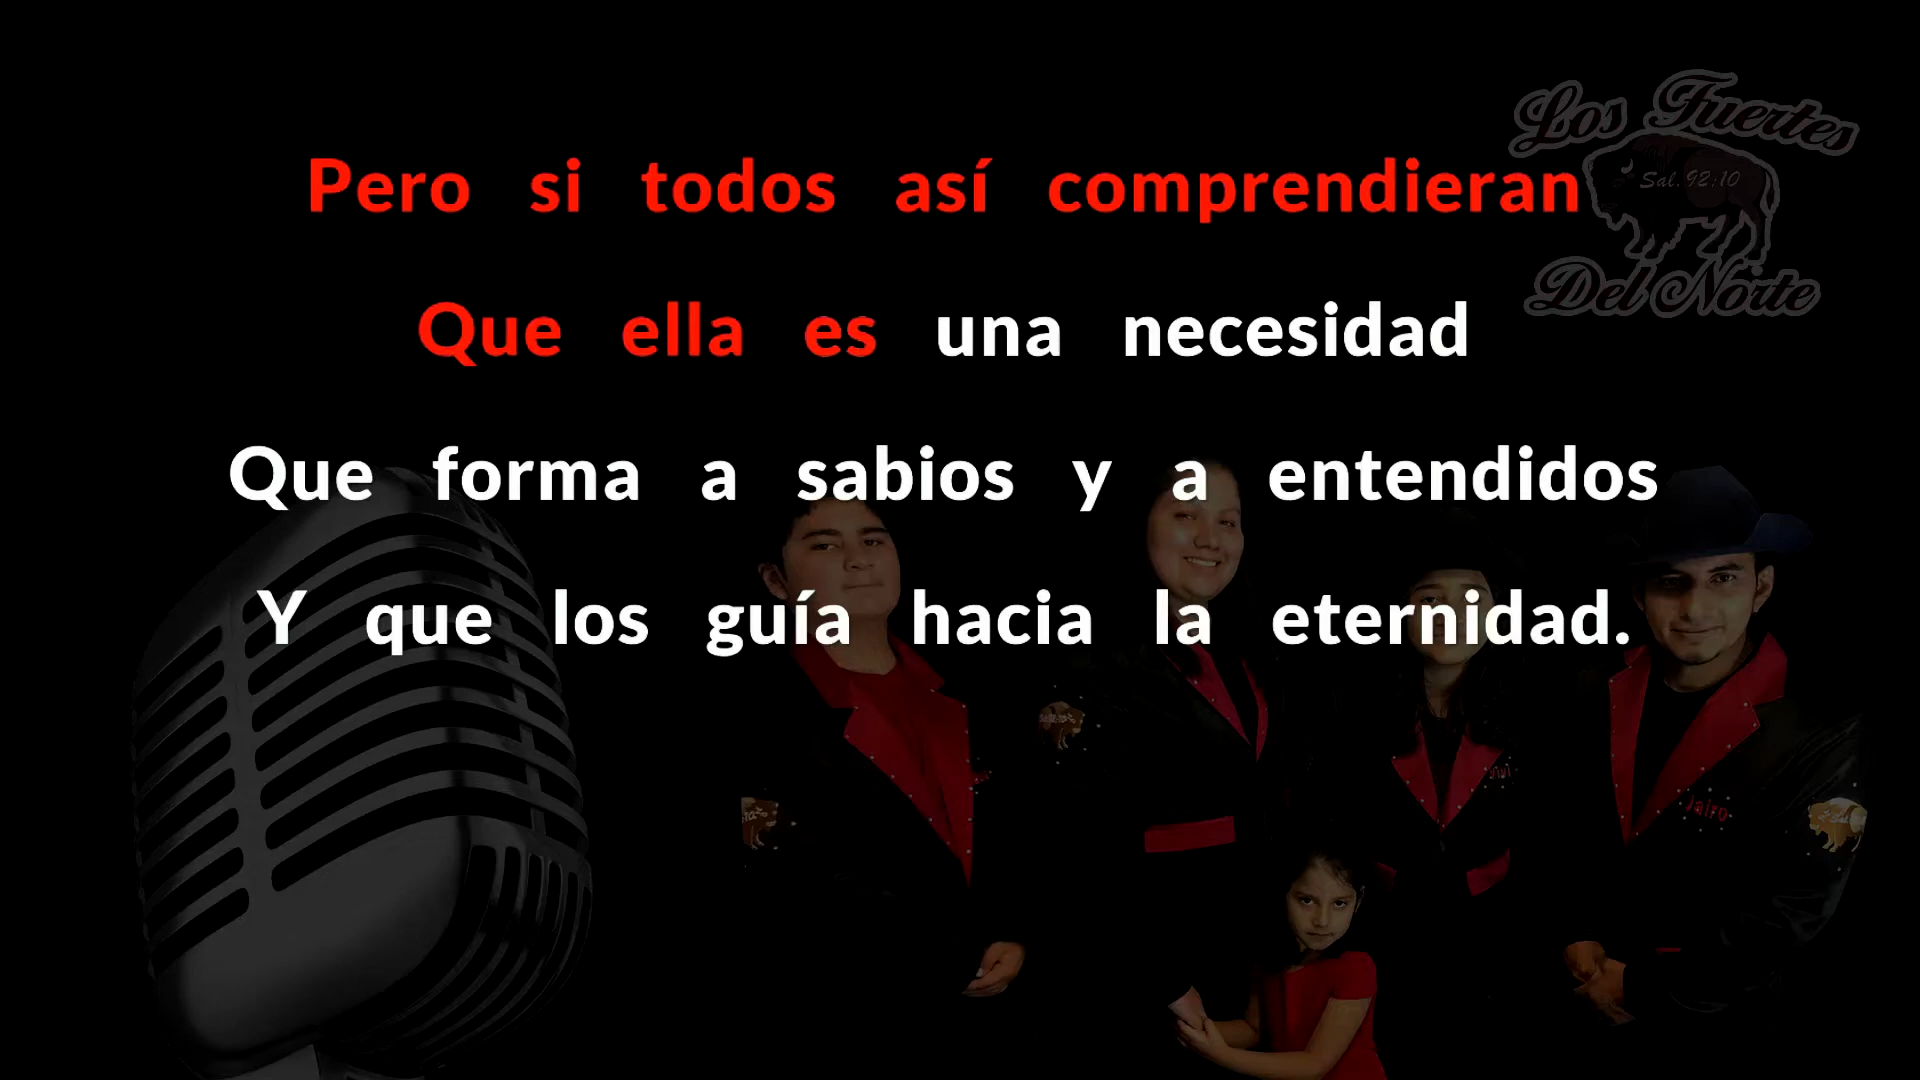 Los Fuertes
Sal. 92:10
Del Norte
Pero si todos así comprendieran
Que ella es una necesidad
Que forma a sabios y a entendidos
Y que los guía hacia la eternidad.
Jairo